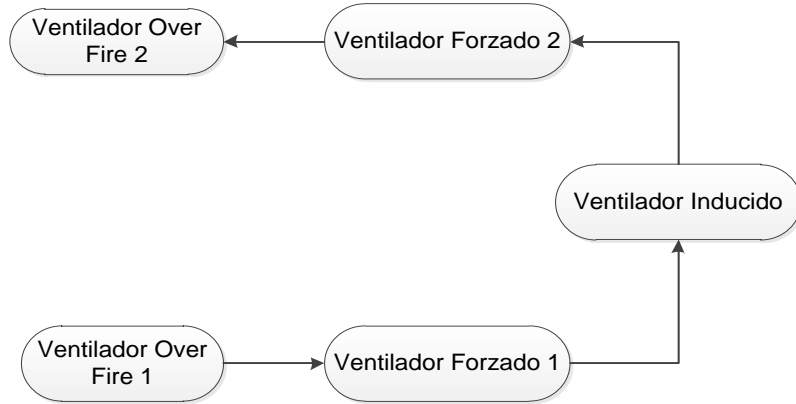 Ventilador Over
Fire 2
Ventilador Forzado 2
Ventilador Inducido
Ventilador Over
Fire 1
Ventilador Forzado 1